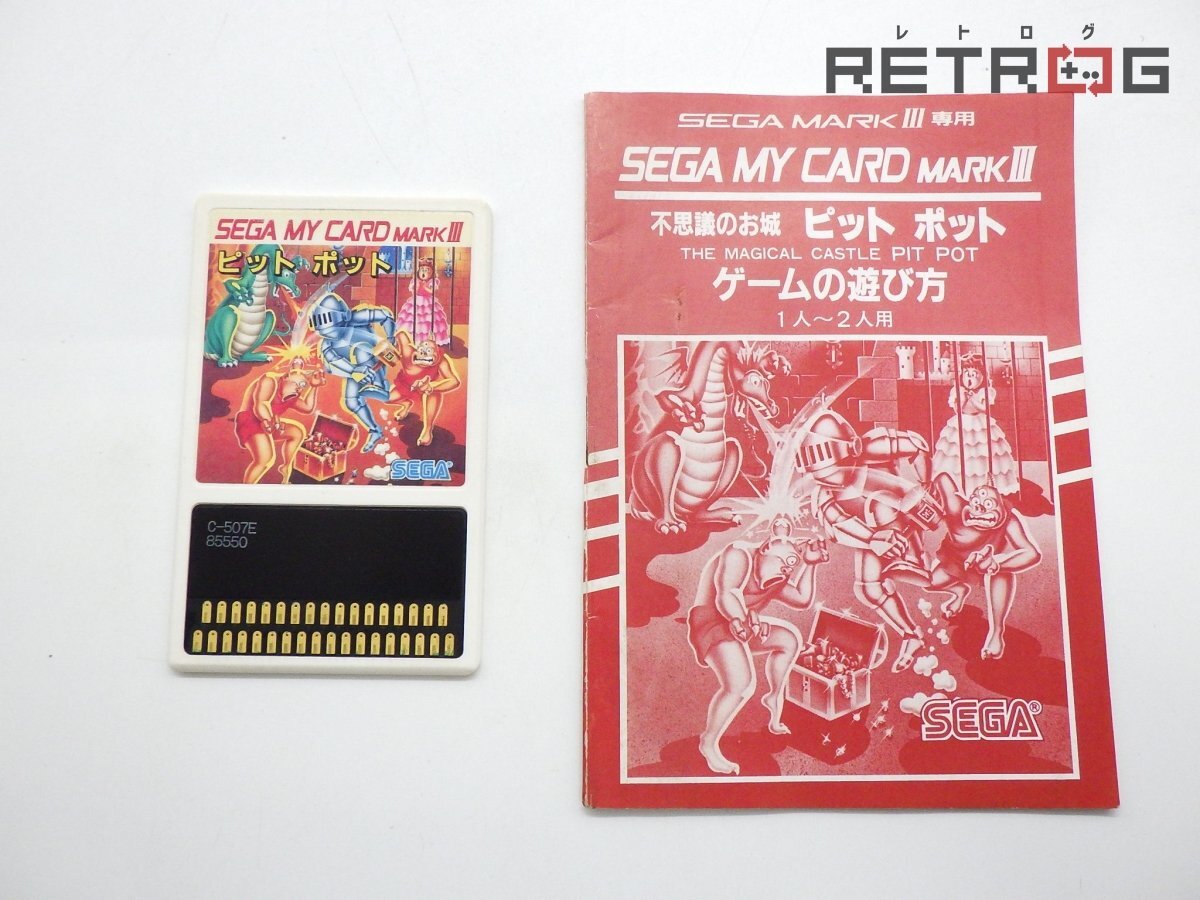 レトログ
RETROG
SEGA MY CARD MARK III
ピット ポット
SEGA®
C-507E
85550
SEGA MARK III 専用
SEGA MY CARD MARK III
不思議のお城 ピット ポット
THE MAGICAL CASTLE PIT POT
ゲームの遊び方
1人～2人用
SEGA®